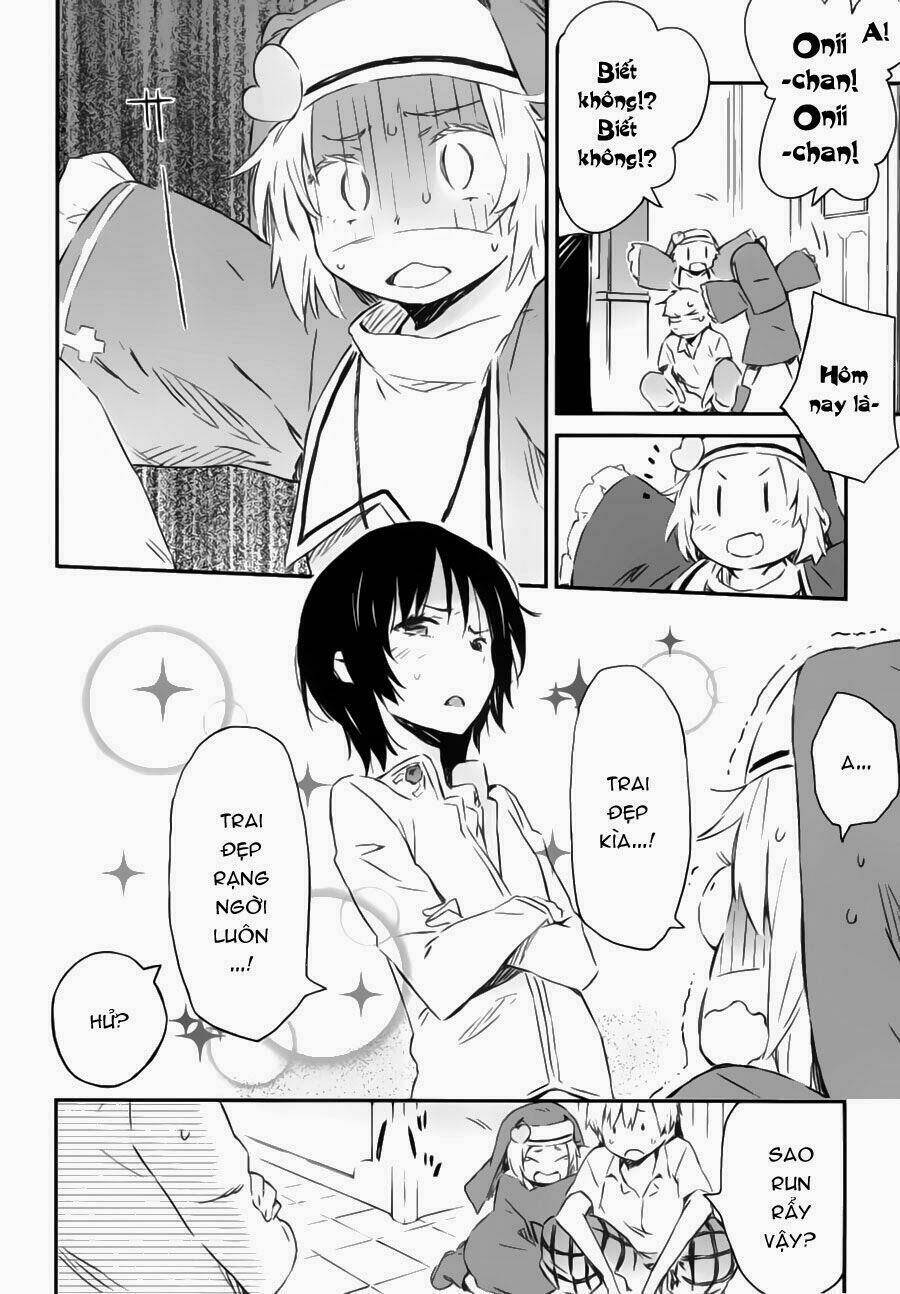 A!
Onii
-chan!
Onii
-chan!
Biết
không!?
Biết
không!?
Hôm
nay là-
A...
TRAI
ĐẸP
KÌA...!
TRAI
ĐẸP
RẠNG
NGỜI
LUÔN
...!
HỬ?
SAO
RUN
RẨY
VẬY?